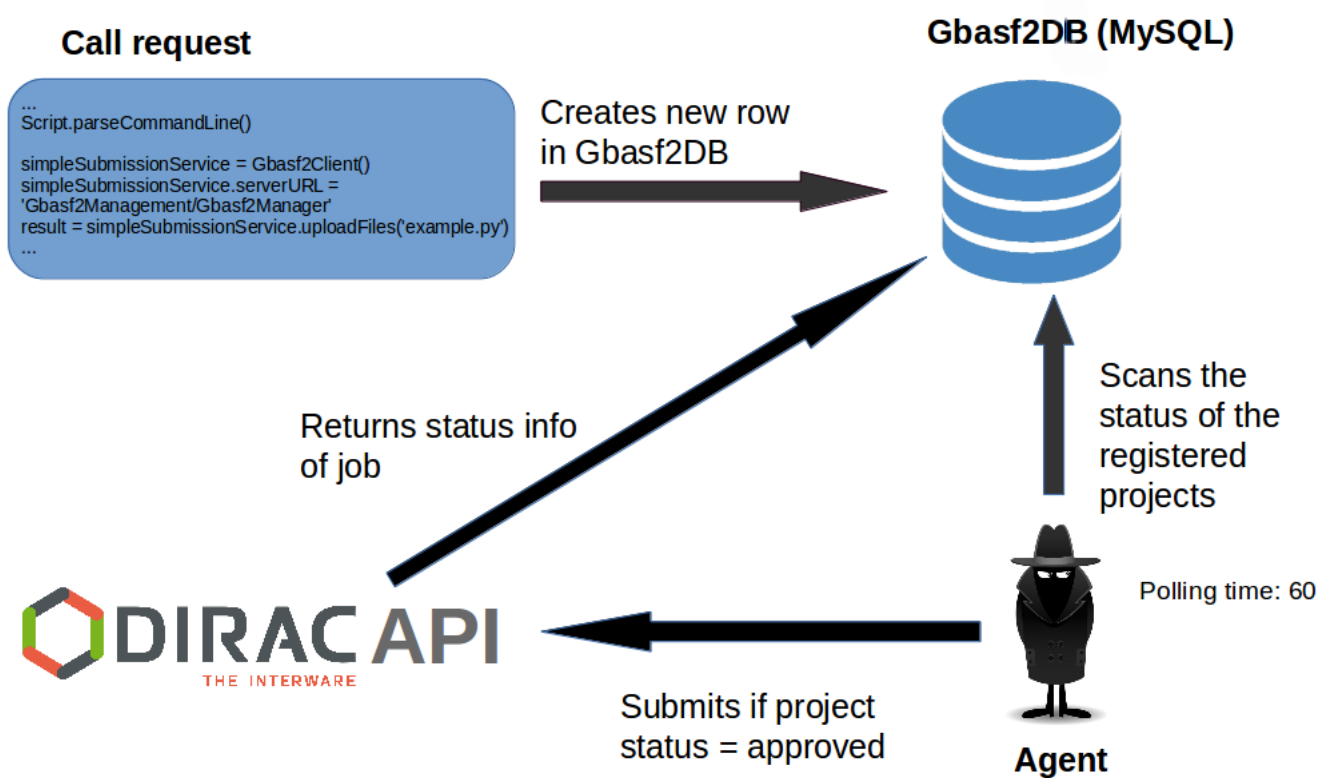 Call request
...
Script.parseCommandLine()
simpleSubmissionService = Gbasf2Client()
simpleSubmissionService.serverURL =
'Gbasf2Management/Gbasf2Manager'
result = simpleSubmissionService.uploadFiles('example.py')
...
Creates new row
in Gbasf2DB
Gbasf2DB (MySQL)
Returns status info
of job
Scans the
status of the
registered
projects
Polling time: 60
DIRAC API
THE INTERWARE
Submits if project
status = approved
Agent